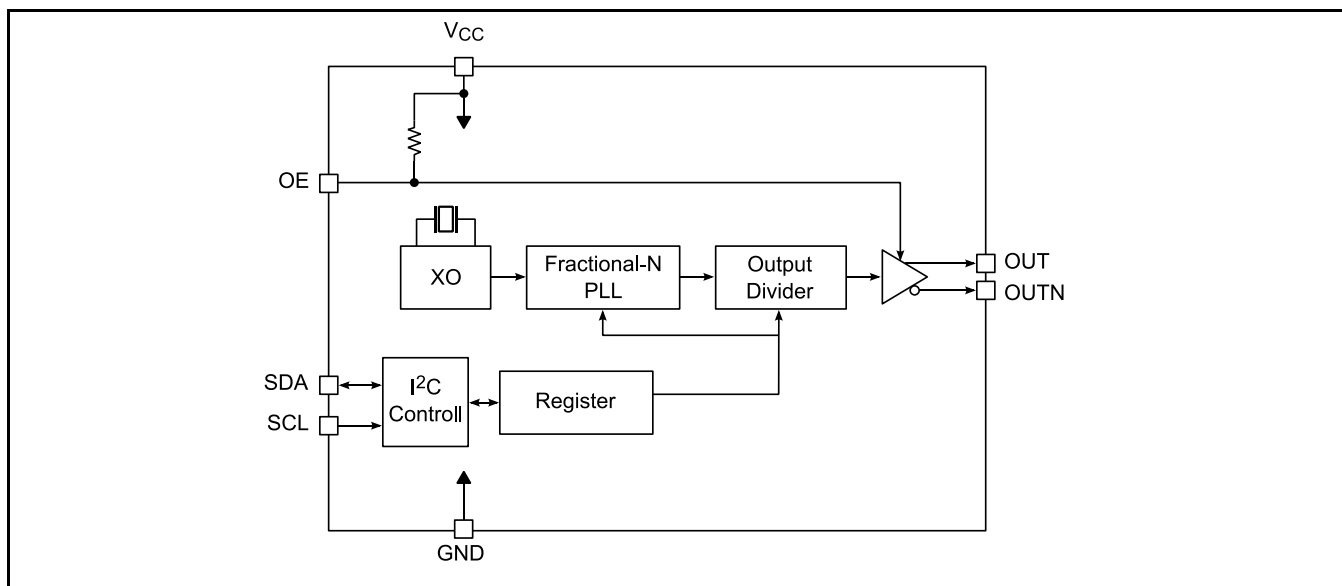 VCC
OE
XO
Fractional-N
PLL
Output
Divider
OUT
OUTN
SDA
SCL
I²C
Controll
Register
GND